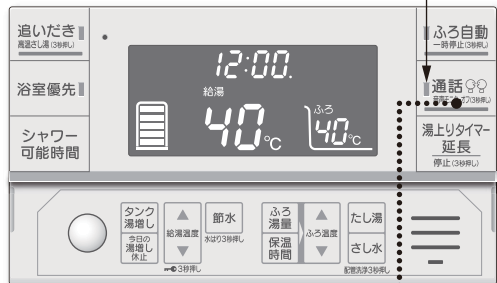 追いだき
高温さし湯(3秒押し)
浴室優先
シャワー
可能時間
12:00
給湯
40℃
ふろ
40℃
ふろ自動
一時停止(3秒押し)
通話
湯上りタイマー
延長
停止(3秒押し)
タンク
湯増し
今日の
湯増し
休止
給湯温度
3秒押し
節水
水はり3秒押し
ふろ
湯量
保温
時間
ふろ温度
たし湯
さし水
配管洗浄3秒押し